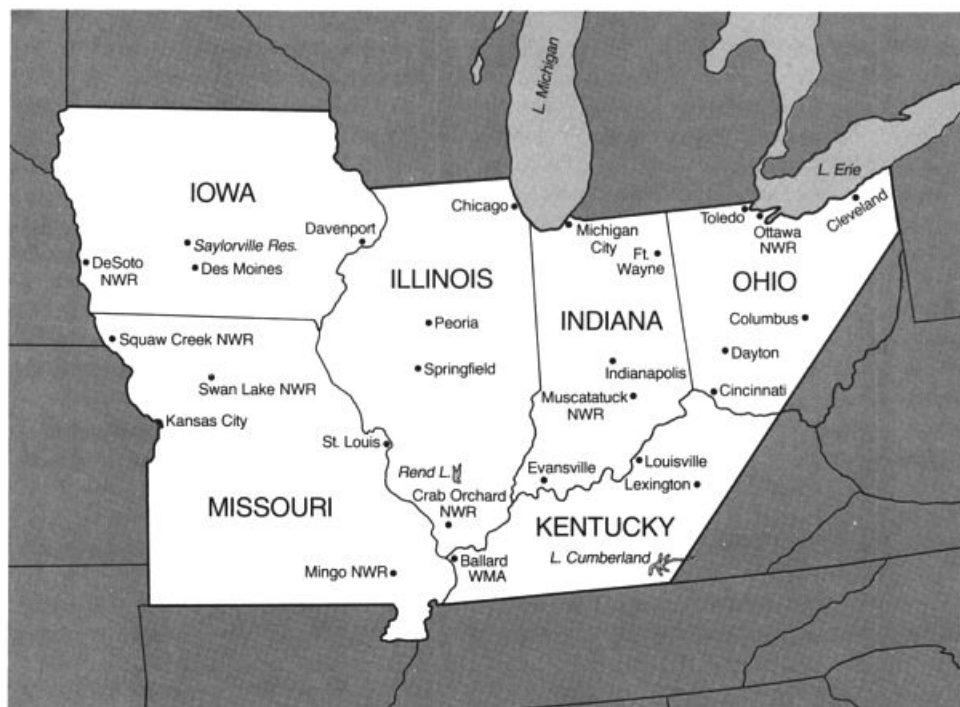 L. Michigan
L. Erie
IOWA
Chicago
Toledo
Cleveland
Davenport
Michigan
City
Ottawa
NWR
Saylorville Res.
DeSoto
NWR
Des Moines
ILLINOIS
Ft.
Wayne
OHIO
Squaw Creek NWR
Peoria
INDIANA
Columbus
Dayton
Swan Lake NWR
Springfield
Indianapolis
Cincinnati
Muscatatuck
NWR
Kansas City
St. Louis
Louisville
Rend L.
Evansville
Lexington
Crab Orchard
NWR
MISSOURI
KENTUCKY
L. Cumberland
Ballard
WMA
Mingo NWR